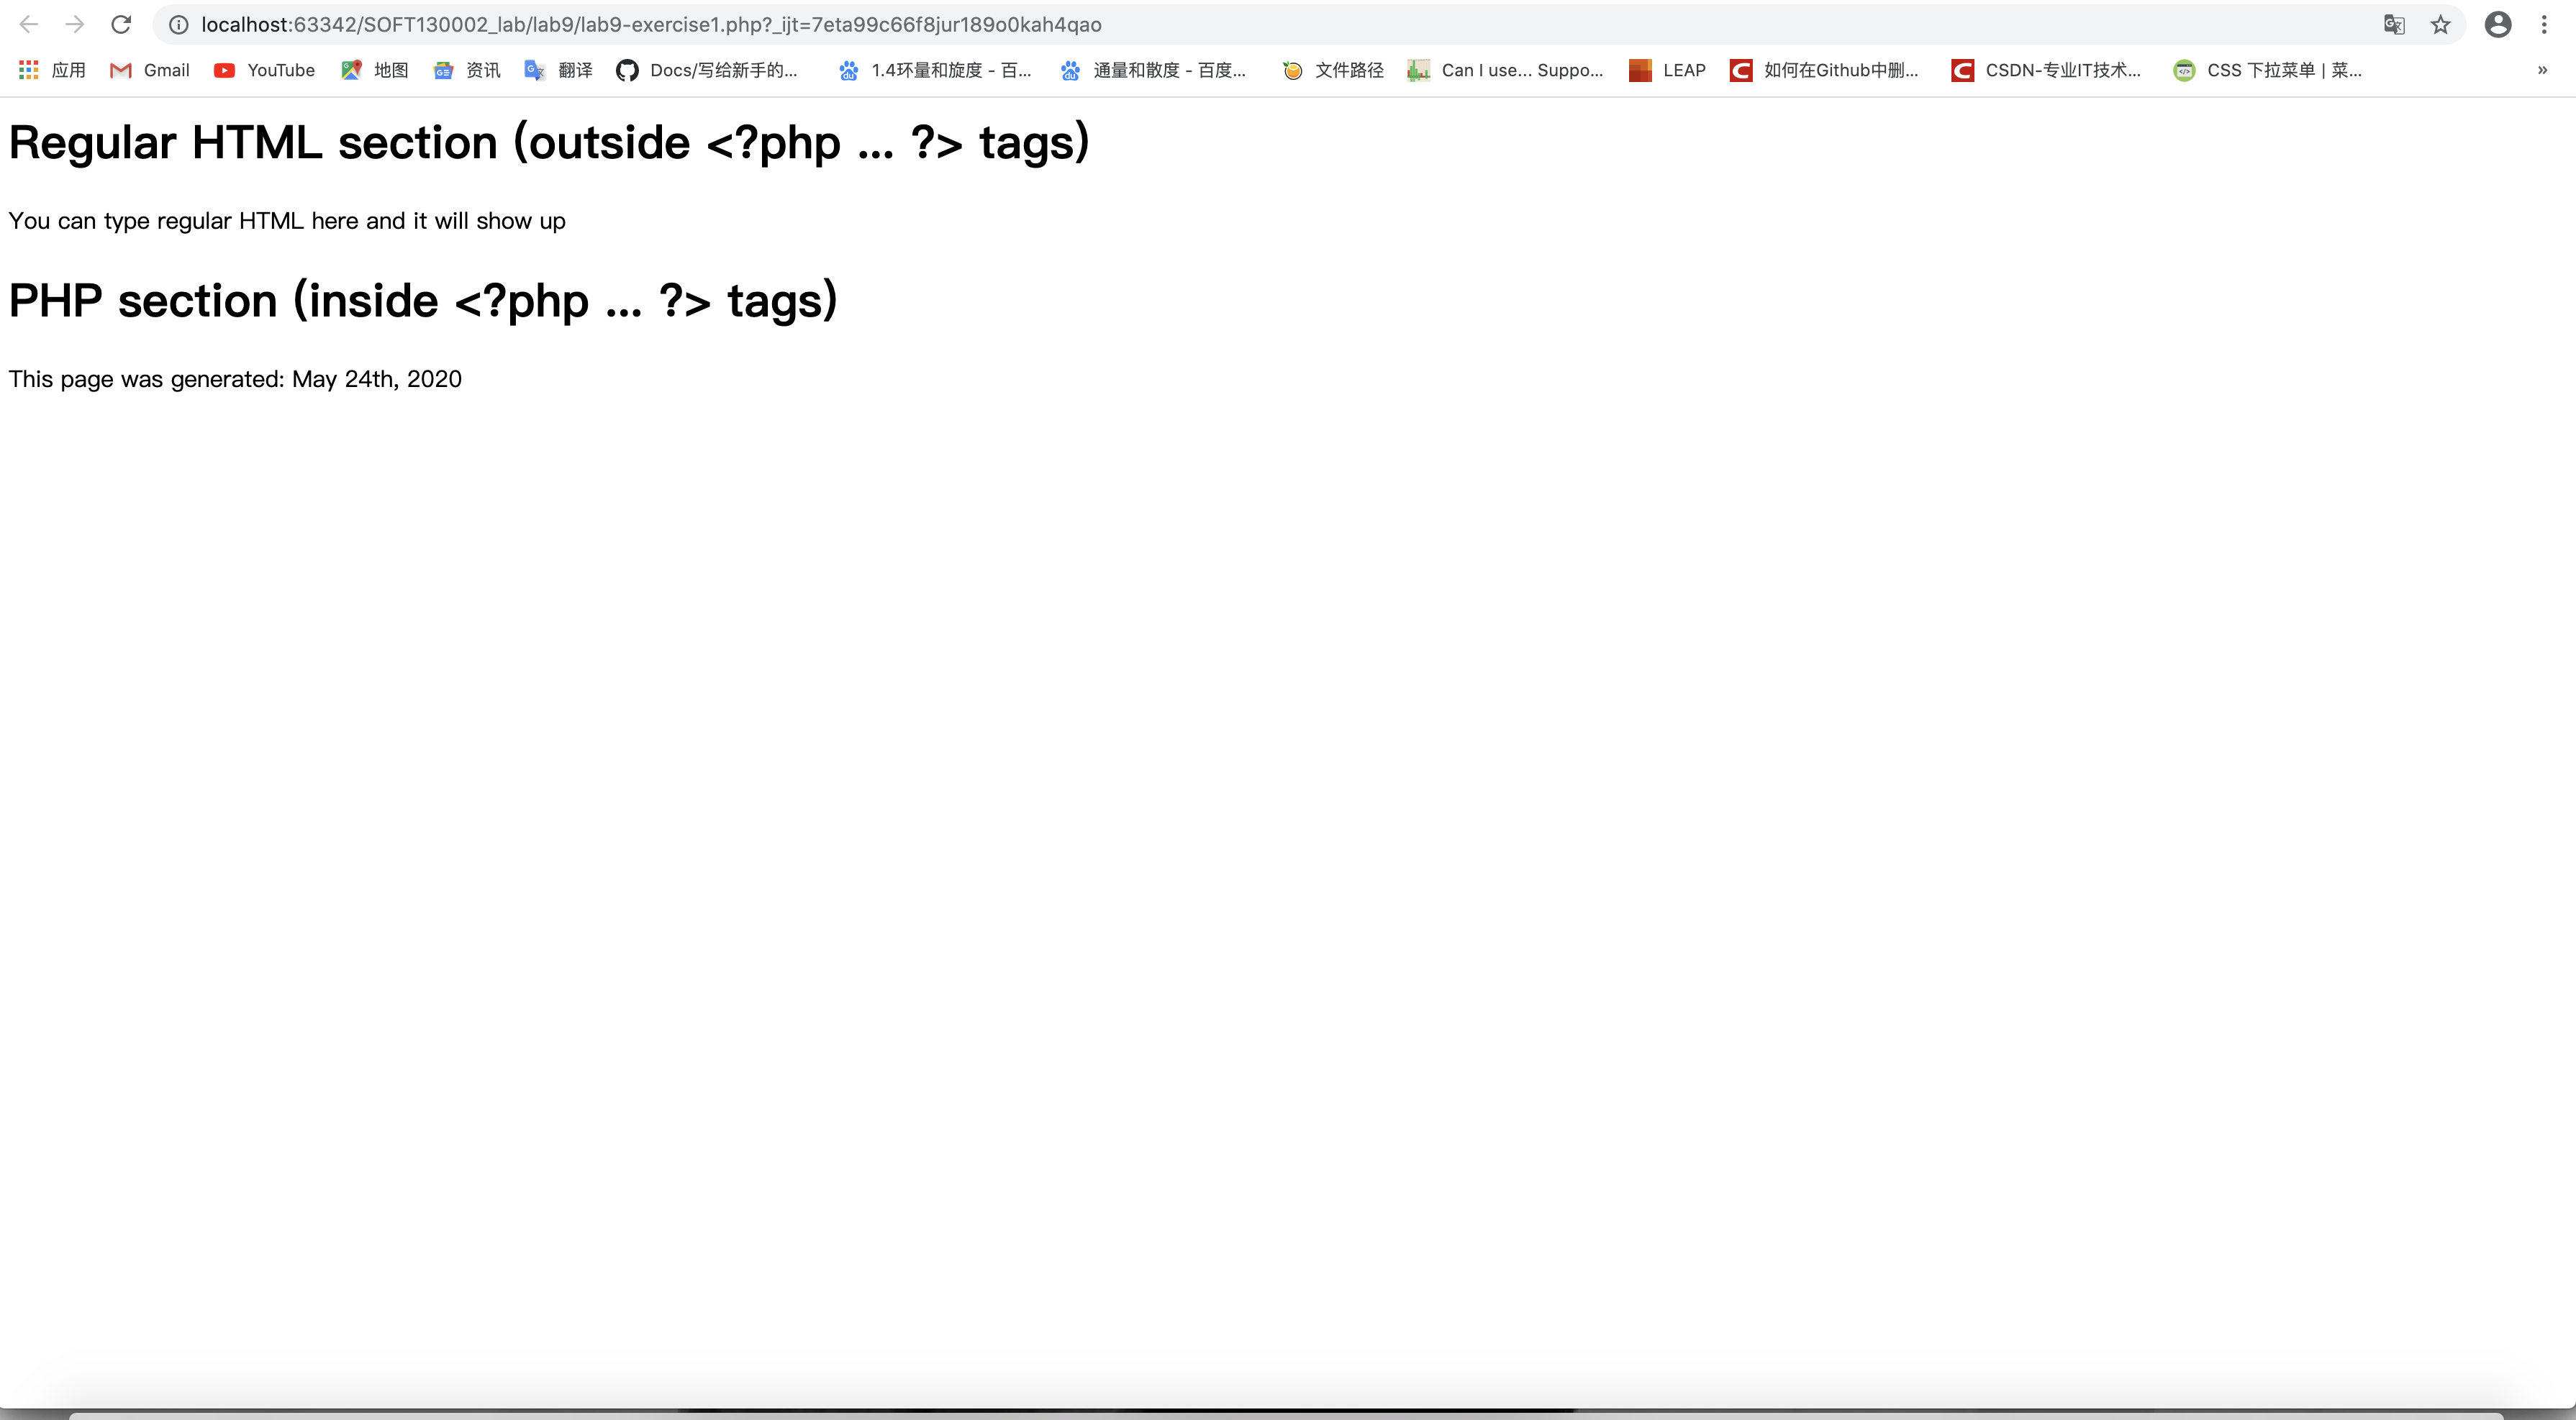 localhost:63342/SOFT130002_lab/lab9/lab9-exercise1.php?_ijt=7eta99c66f8jur189o0kah4qao
应用 Gmail YouTube 地图 资讯 翻译 Docs/写给新手的... 1.4环量和旋度 - 百... 通量和散度 - 百度... 文件路径 Can I use... Suppo... LEAP 如何在Github中删... CSDN-专业IT技术... CSS 下拉菜单 | 菜... »
Regular HTML section (outside <?php ... ?> tags)
You can type regular HTML here and it will show up
PHP section (inside <?php ... ?> tags)
This page was generated: May 24th, 2020